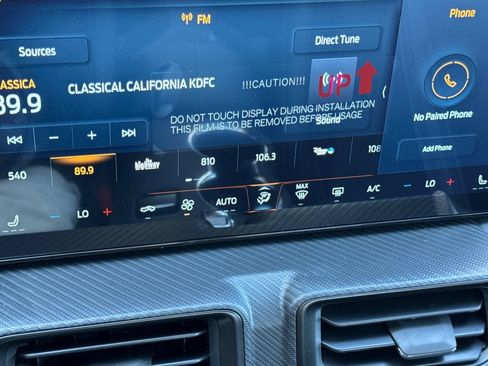 FM
Phone
Sources
Direct Tune
CLASSICA
89.9
CLASSICAL CALIFORNIA KDFC
!!!CAUTION!!!
UP
DO NOT TOUCH DISPLAY DURING INSTALLATION
THIS FILM IS TO BE REMOVED BEFORE USAGE
Sound
No Paired Phone
Add Phone
540
89.9
810
106.3
108
- LO +
AUTO
MAX
A/C
- LO +